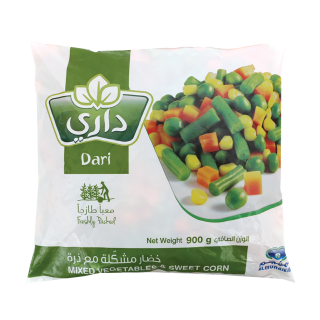 داري
Dari
معبأ طازجاً
Freshly Packed
Net Weight 900 g الوزن الصافي
خضار مشكلة مع ذرة
MIXED VEGETABLES & SWEET CORN